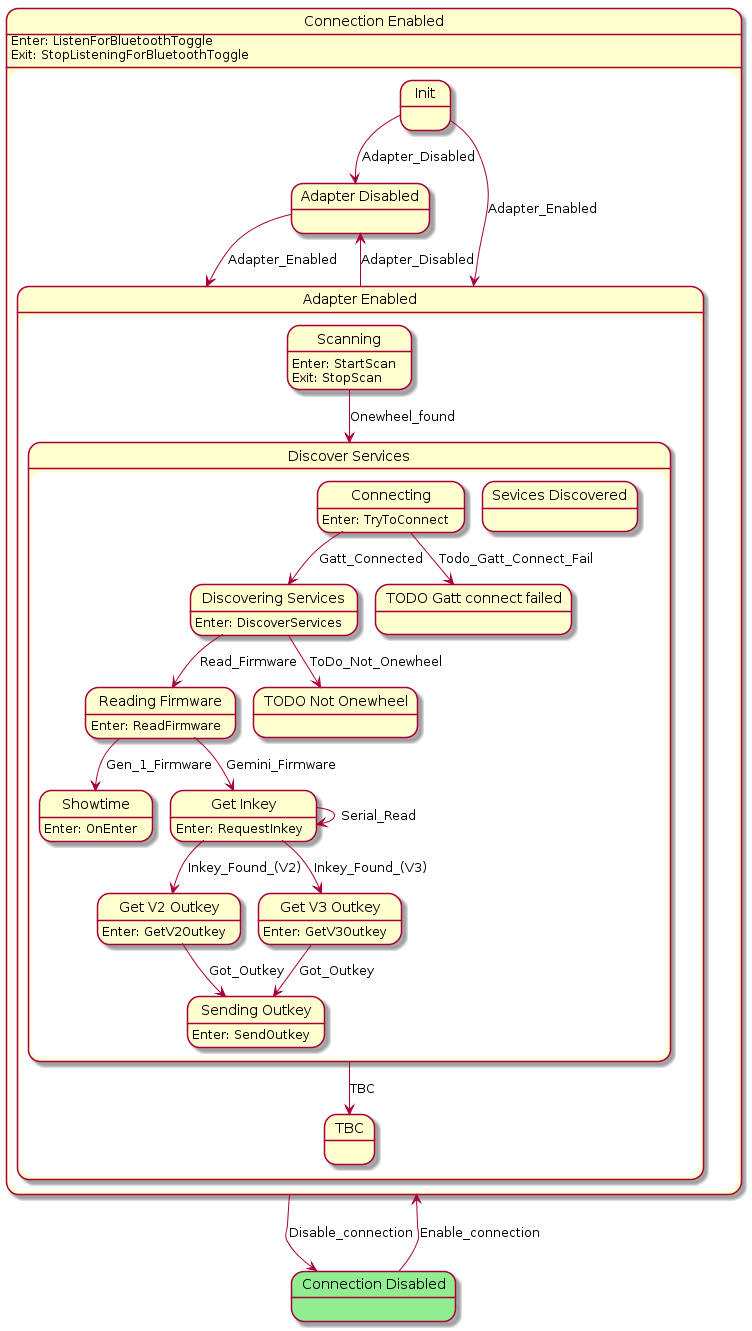 Connection Enabled
Enter: ListenForBluetoothToggle
Exit: StopListeningForBluetoothToggle
Init
Adapter_Disabled
Adapter Disabled
Adapter_Enabled
Adapter_Enabled
Adapter_Disabled
Adapter Enabled
Scanning
Enter: StartScan
Exit: StopScan
Onewheel_found
Discover Services
Connecting
Enter: TryToConnect
Sevices Discovered
Gatt_Connected
Todo_Gatt_Connect_Fail
Discovering Services
Enter: DiscoverServices
TODO Gatt connect failed
Read_Firmware
ToDo_Not_Onewheel
Reading Firmware
Enter: ReadFirmware
TODO Not Onewheel
Gen_1_Firmware
Gemini_Firmware
Showtime
Enter: OnEnter
Get Inkey
Enter: RequestInkey
Serial_Read
Inkey_Found_(V2)
Inkey_Found_(V3)
Get V2 Outkey
Enter: GetV2Outkey
Get V3 Outkey
Enter: GetV3Outkey
Got_Outkey
Got_Outkey
Sending Outkey
Enter: SendOutkey
TBC
TBC
Disable_connection
Enable_connection
Connection Disabled